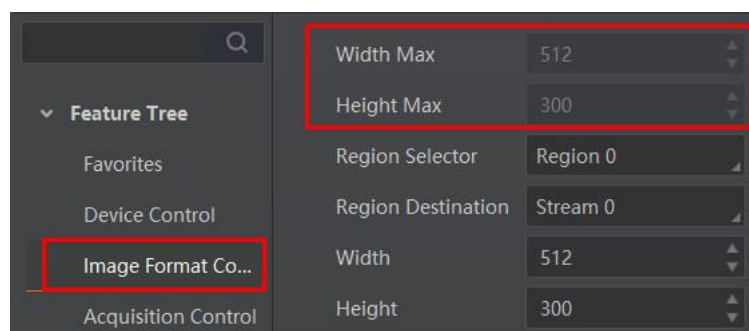 Feature Tree
Favorites
Device Control
Image Format Co...
Acquisition Control
Width Max 512
Height Max 300
Region Selector Region 0
Region Destination Stream 0
Width 512
Height 300